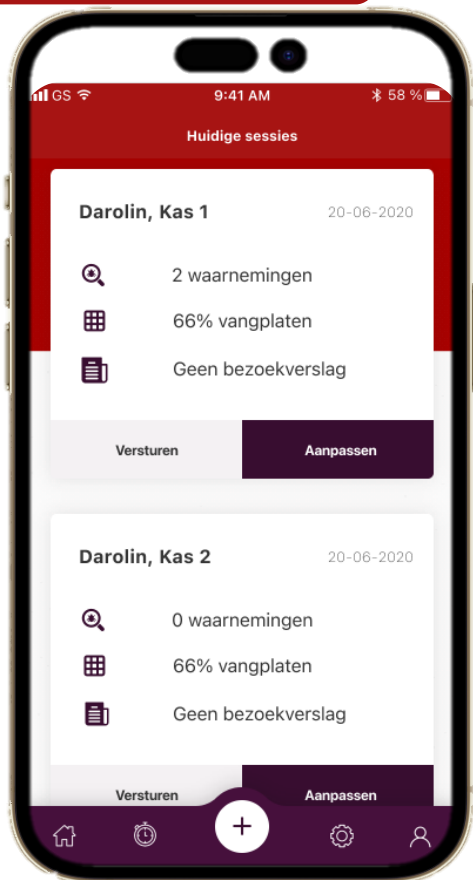 GS 9:41 AM 58 %
Huidige sessies
Darolin, Kas 1 20-06-2020
2 waarnemingen
66% vangplaten
Geen bezoekverslag
Versturen Aanpassen
Darolin, Kas 2 20-06-2020
0 waarnemingen
66% vangplaten
Geen bezoekverslag
Versturen Aanpassen